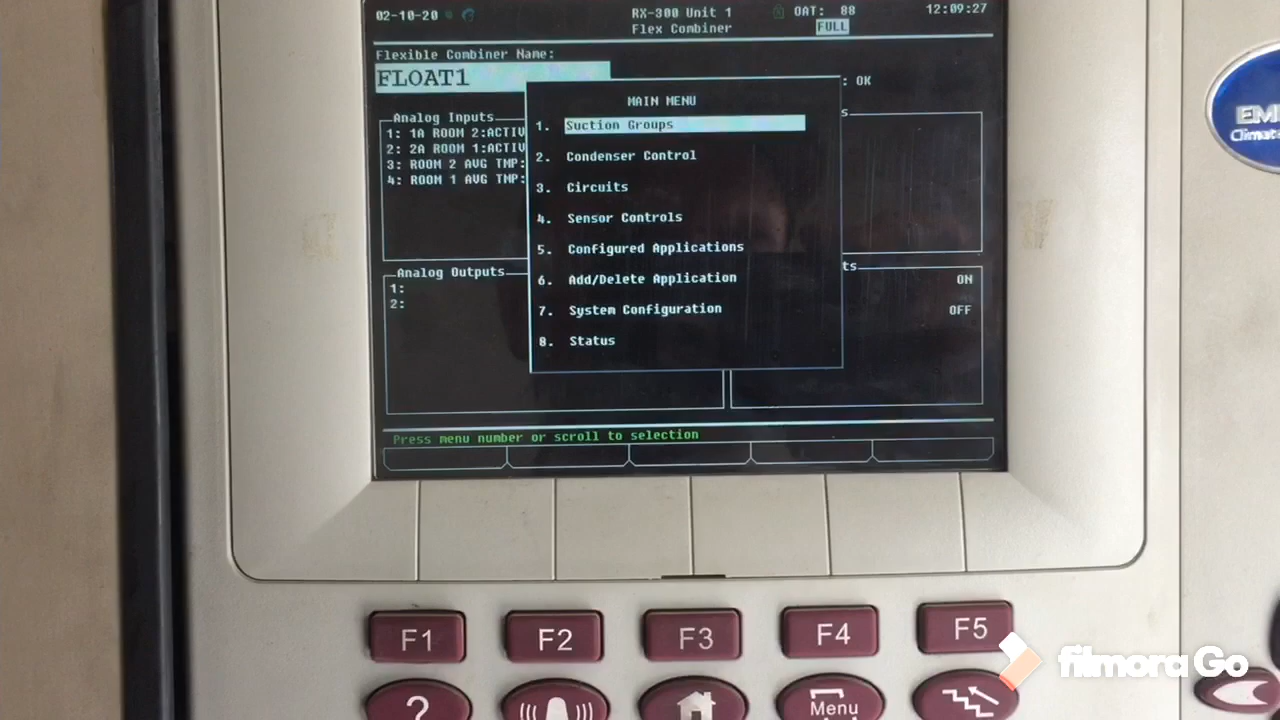 02-10-20 RX-300 Unit 1 OAT: 88 12:09:27
Flex Combiner FULL
Flexible Combiner Name:
FLOAT1
: OK
Analog Inputs
1: 1A ROOM 2:ACTIV
2: 2A ROOM 1:ACTIV
3: ROOM 2 AVG TMP:
4: ROOM 1 AVG TMP:
s
MAIN MENU
1. Suction Groups
2. Condenser Control
3. Circuits
4. Sensor Controls
5. Configured Applications
6. Add/Delete Application
7. System Configuration
8. Status
Analog Outputs
1:
2:
ts
ON
OFF
Press menu number or scroll to selection
EM
Climat
F1 F2 F3 F4 F5
? Menu
filmoraGo